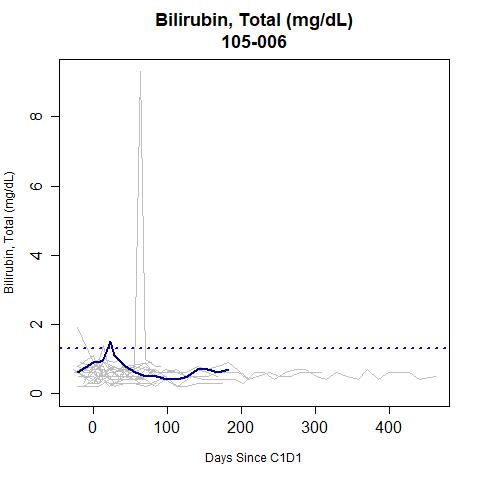 Bilirubin, Total (mg/dL)
105-006
Bilirubin, Total (mg/dL)
8
6
4
2
0
0 100 200 300 400
Days Since C1D1